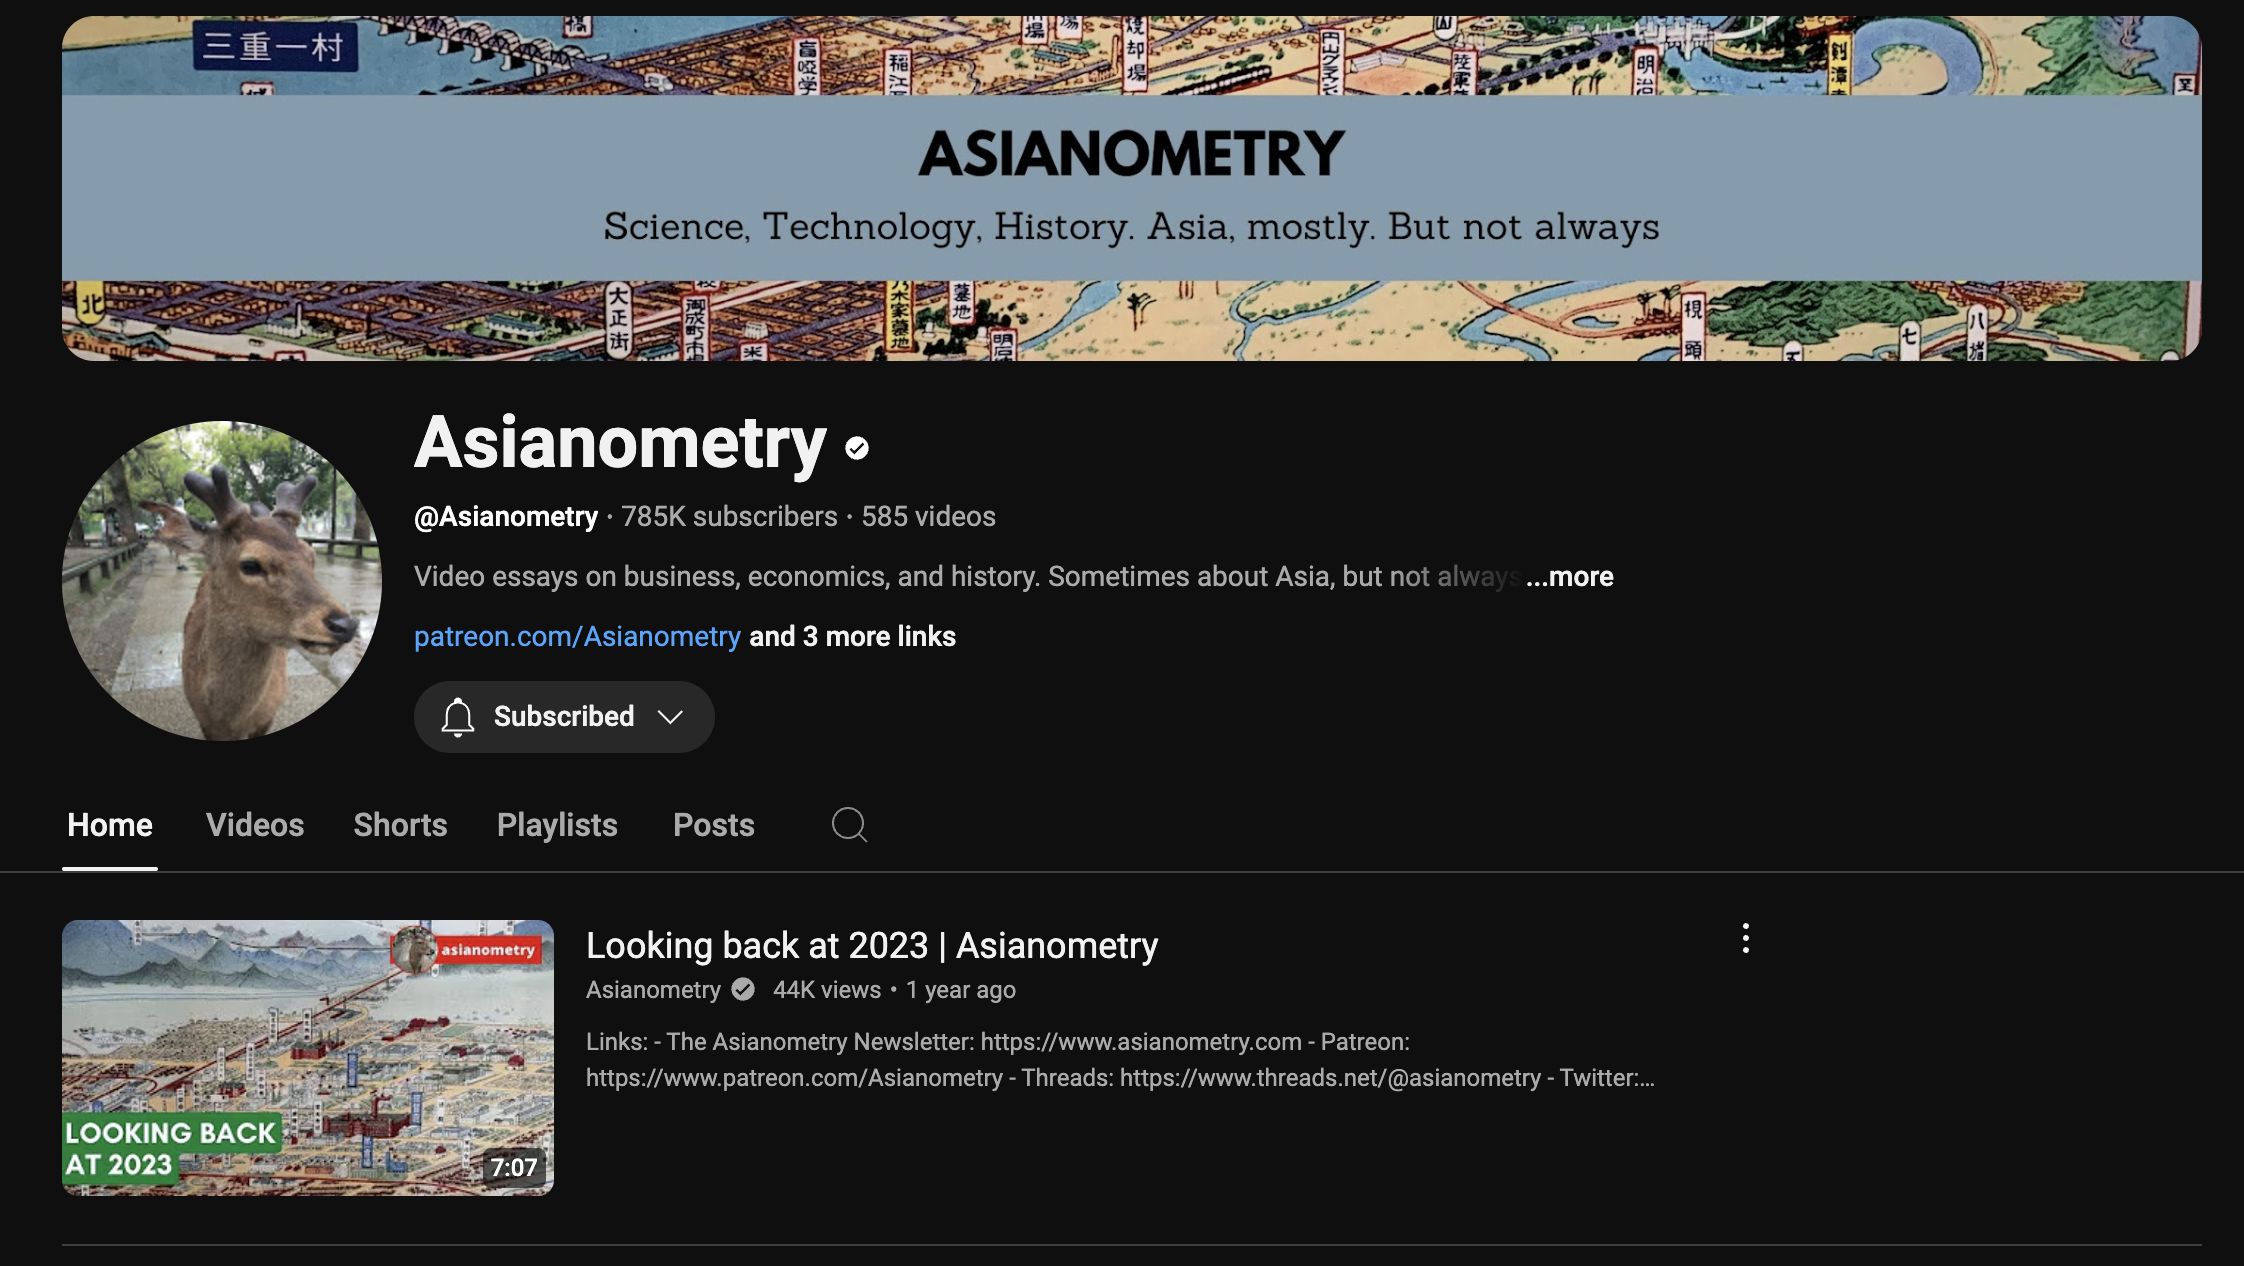 三重一村
ASIANOMETRY
Science, Technology, History. Asia, mostly. But not always
北
大正街
墓地
Asianometry
@Asianometry · 785K subscribers · 585 videos
Video essays on business, economics, and history. Sometimes about Asia, but not always ...more
patreon.com/Asianometry and 3 more links
Subscribed
Home Videos Shorts Playlists Posts
asianometry
LOOKING BACK
AT 2023
7:07
Looking back at 2023 | Asianometry
Asianometry 44K views • 1 year ago
Links: - The Asianometry Newsletter: https://www.asianometry.com - Patreon:
https://www.patreon.com/Asianometry - Threads: https://www.threads.net/@asianometry - Twitter:...